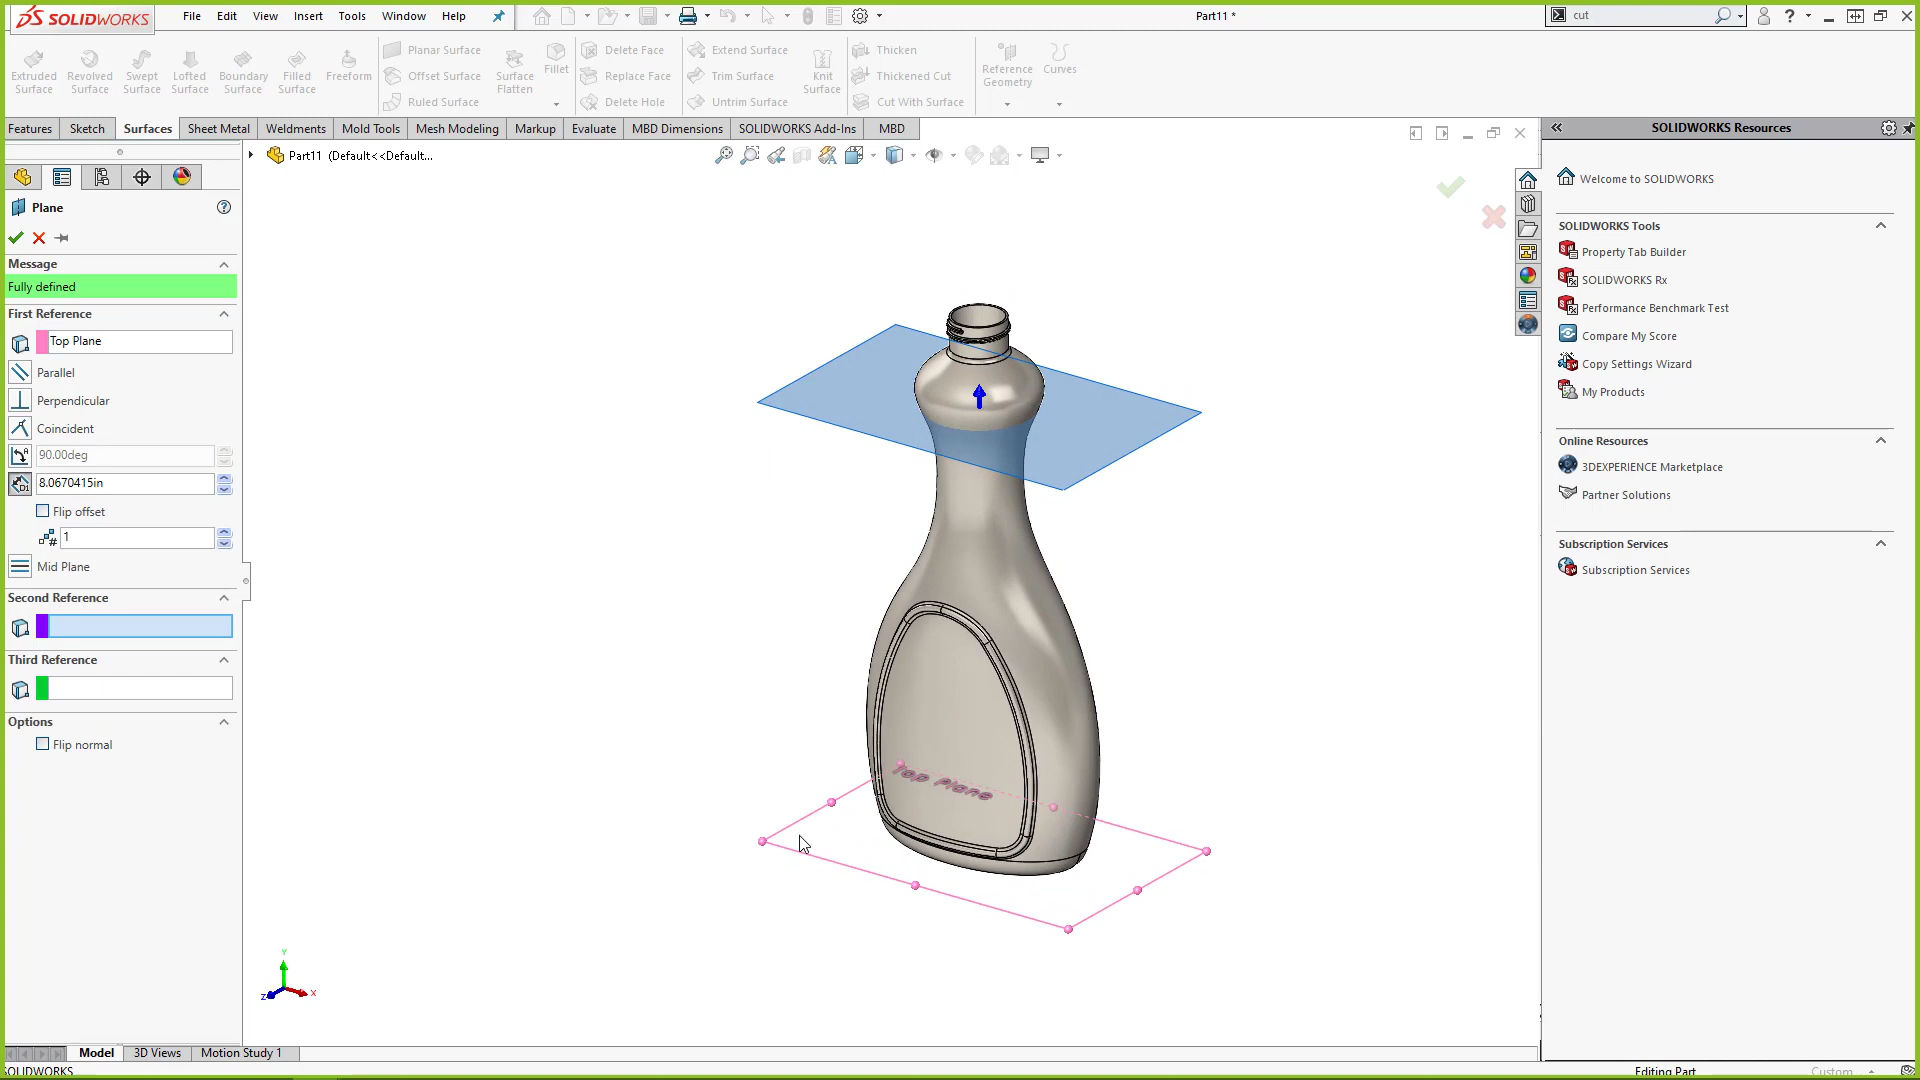 SOLIDWORKS File Edit View Insert Tools Window Help Part11 * cut
Extruded Surface
Revolved Surface
Swept Surface
Lofted Surface
Boundary Surface
Filled Surface
Freeform
Planar Surface
Offset Surface
Ruled Surface
Surface Flatten
Fillet
Delete Face
Replace Face
Delete Hole
Extend Surface
Trim Surface
Untrim Surface
Knit Surface
Thicken
Thickened Cut
Cut With Surface
Reference Geometry
Curves
Features Sketch Surfaces Sheet Metal Weldments Mold Tools Mesh Modeling Markup Evaluate MBD Dimensions SOLIDWORKS Add-Ins MBD
Part11 (Default<<Default...
Plane
Message
Fully defined
First Reference
Top Plane
Parallel
Perpendicular
Coincident
90.00deg
8.0670415in
Flip offset
1
Mid Plane
Second Reference
Third Reference
Options
Flip normal
Top Plane
Y
Z
X
SOLIDWORKS Resources
Welcome to SOLIDWORKS
SOLIDWORKS Tools
Property Tab Builder
SOLIDWORKS Rx
Performance Benchmark Test
Compare My Score
Copy Settings Wizard
My Products
Online Resources
3DEXPERIENCE Marketplace
Partner Solutions
Subscription Services
Subscription Services
Model 3D Views Motion Study 1
SOLIDWORKS Editing Part Custom